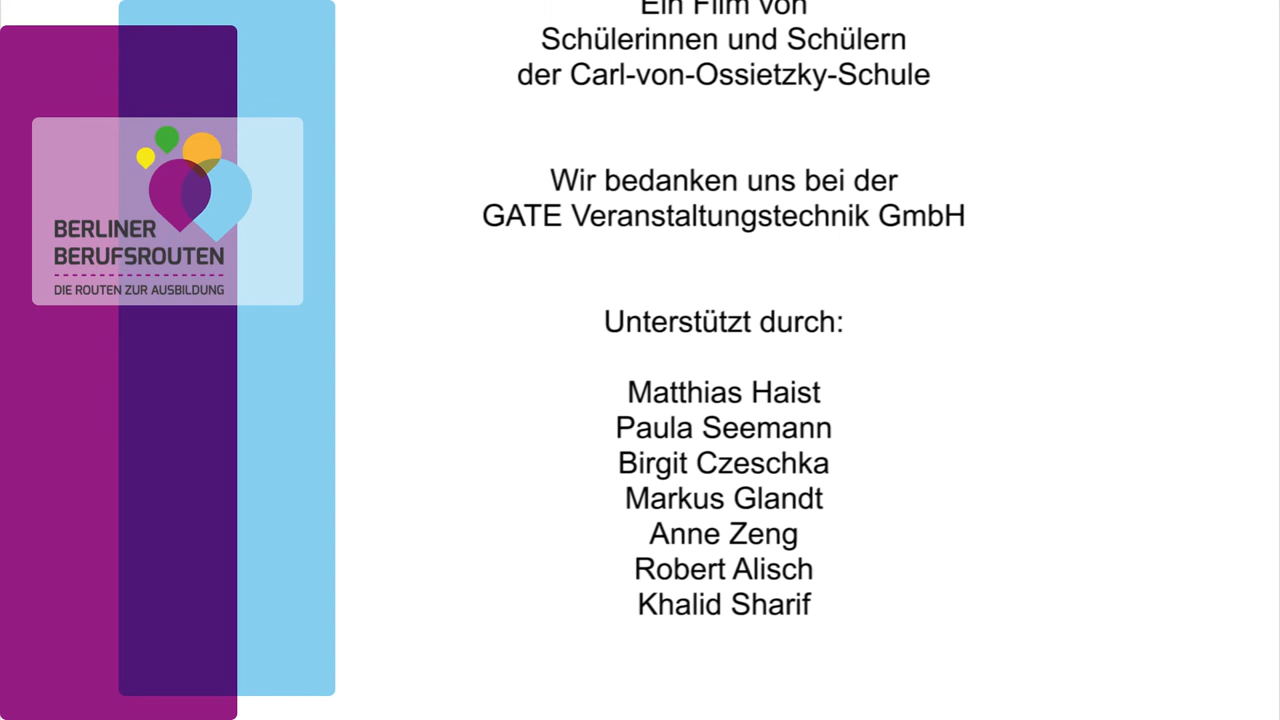 BERLINER
BERUFSROUTEN
DIE ROUTEN ZUR AUSBILDUNG
Ein Film von
Schülerinnen und Schülern
der Carl-von-Ossietzky-Schule
Wir bedanken uns bei der
GATE Veranstaltungstechnik GmbH
Unterstützt durch:
Matthias Haist
Paula Seemann
Birgit Czeschka
Markus Glandt
Anne Zeng
Robert Alisch
Khalid Sharif